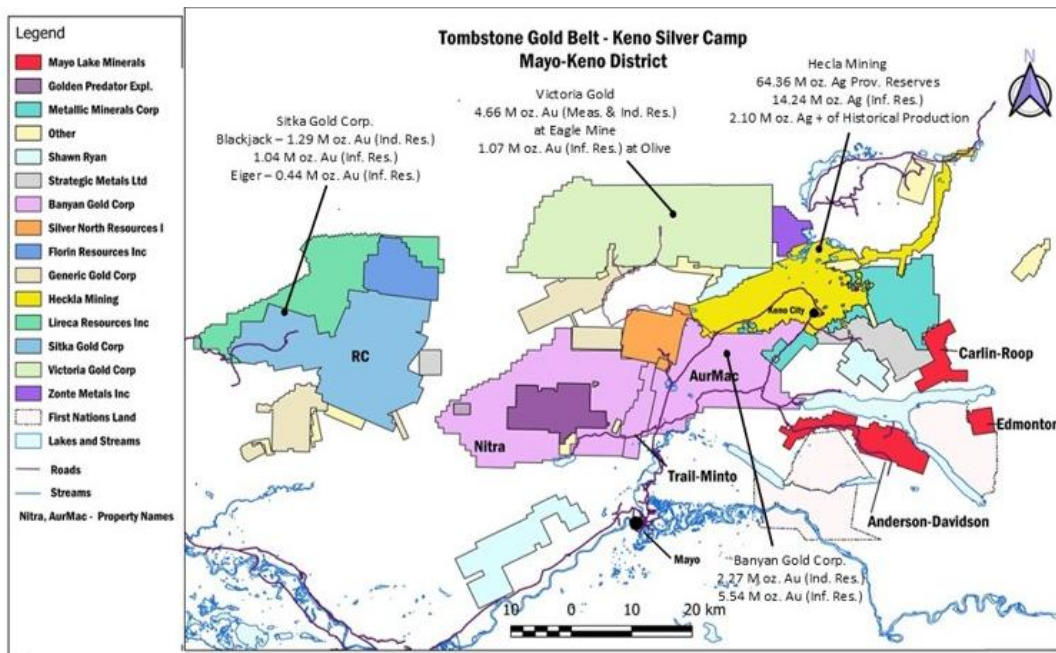 Legend
Mayo Lake Minerals
Golden Predator Expl.
Metallic Minerals Corp
Other
Shawn Ryan
Strategic Metals Ltd
Banyan Gold Corp
Silver North Resources I
Florin Resources Inc
Generic Gold Corp
Heckla Mining
Lireca Resources Inc
Sitka Gold Corp
Victoria Gold Corp
Zonte Metals Inc
First Nations Land
Lakes and Streams
Roads
Streams
Nitra, AurMac - Property Names
Tombstone Gold Belt - Keno Silver Camp
Mayo-Keno District
N
Sitka Gold Corp.
Blackjack – 1.29 M oz. Au (Ind. Res.)
1.04 M oz. Au (Inf. Res.)
Eiger – 0.44 M oz. Au (Inf. Res.)
Victoria Gold
4.66 M oz. Au (Meas. & Ind. Res.)
at Eagle Mine
1.07 M oz. Au (Inf. Res.) at Olive
Hecla Mining
64.36 M oz. Ag Prov. Reserves
14.24 M oz. Ag (Inf. Res.)
2.10 M oz. Ag + of Historical Production
Keno City
RC
AurMac
Carlin-Roop
Edmonton
Nitra
Trail-Minto
Anderson-Davidson
Mayo
Banyan Gold Corp.
2.27 M oz. Au (Ind. Res.)
5.54 M oz. Au (Inf. Res.)
10 0 10 20 km